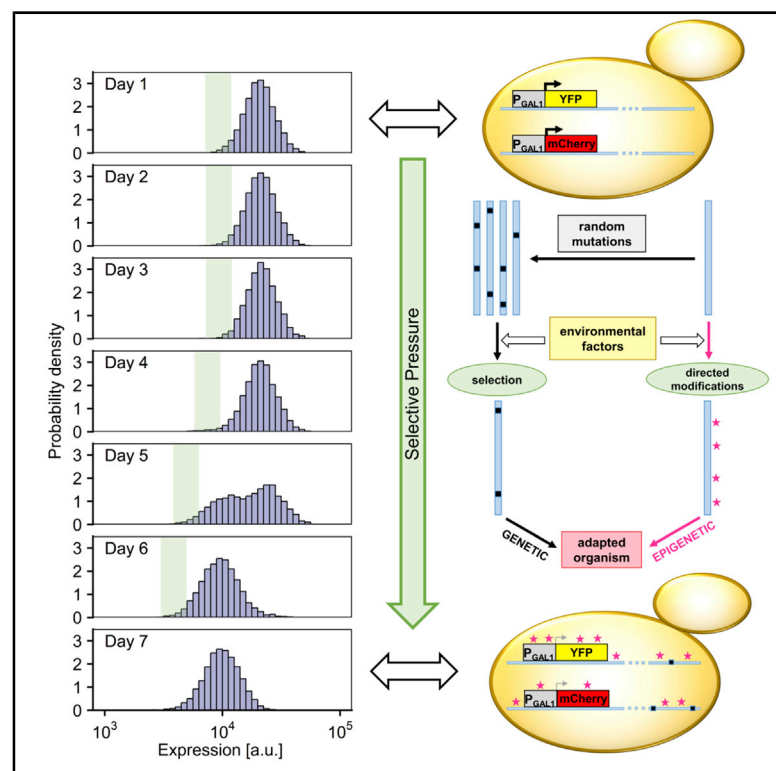 Day 1
3
2
1
0
Day 2
3
2
1
0
Day 3
3
2
1
0
Day 4
3
2
1
0
Day 5
3
2
1
0
Day 6
3
2
1
0
Day 7
3
2
1
0
10³
10⁴
10⁵
Expression [a.u.]
Probability density
Selective Pressure
PGAL1
YFP
PGAL1
mCherry
random
mutations
environmental
factors
selection
directed
modifications
GENETIC
adapted
organism
EPIGENETIC
PGAL1
YFP
PGAL1
mCherry